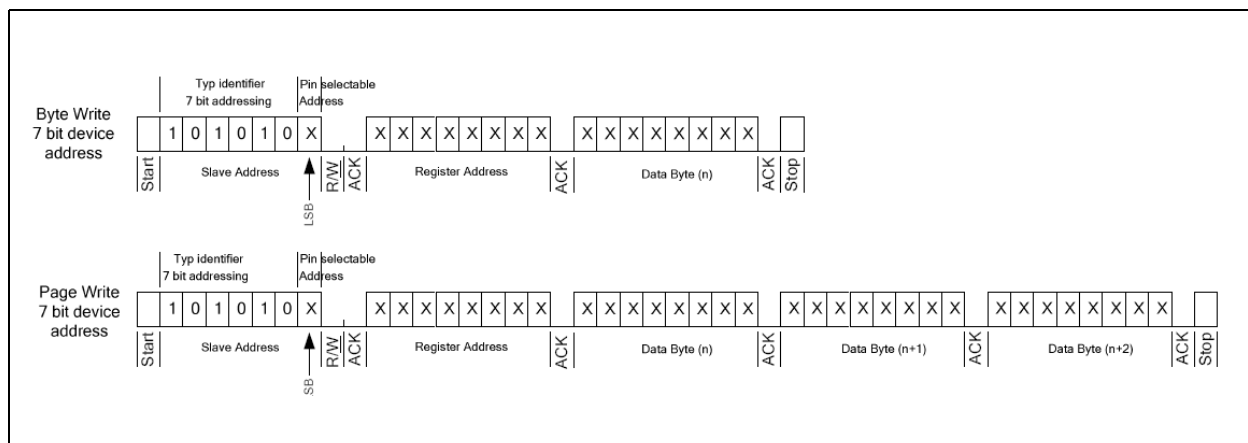 Typ identifier Pin selectable
7 bit addressing Address
Byte Write
7 bit device
address
1 0 1 0 1 0 X X X X X X X X X X X X X X X X X
Start Slave Address R/W ACK Register Address ACK Data Byte (n) ACK Stop
LSB
Typ identifier Pin selectable
7 bit addressing Address
Page Write
7 bit device
address
1 0 1 0 1 0 X X X X X X X X X X X X X X X X X X X X X X X X X X X X X X X X X
Start Slave Address R/W ACK Register Address ACK Data Byte (n) ACK Data Byte (n+1) ACK Data Byte (n+2) ACK Stop
.SB